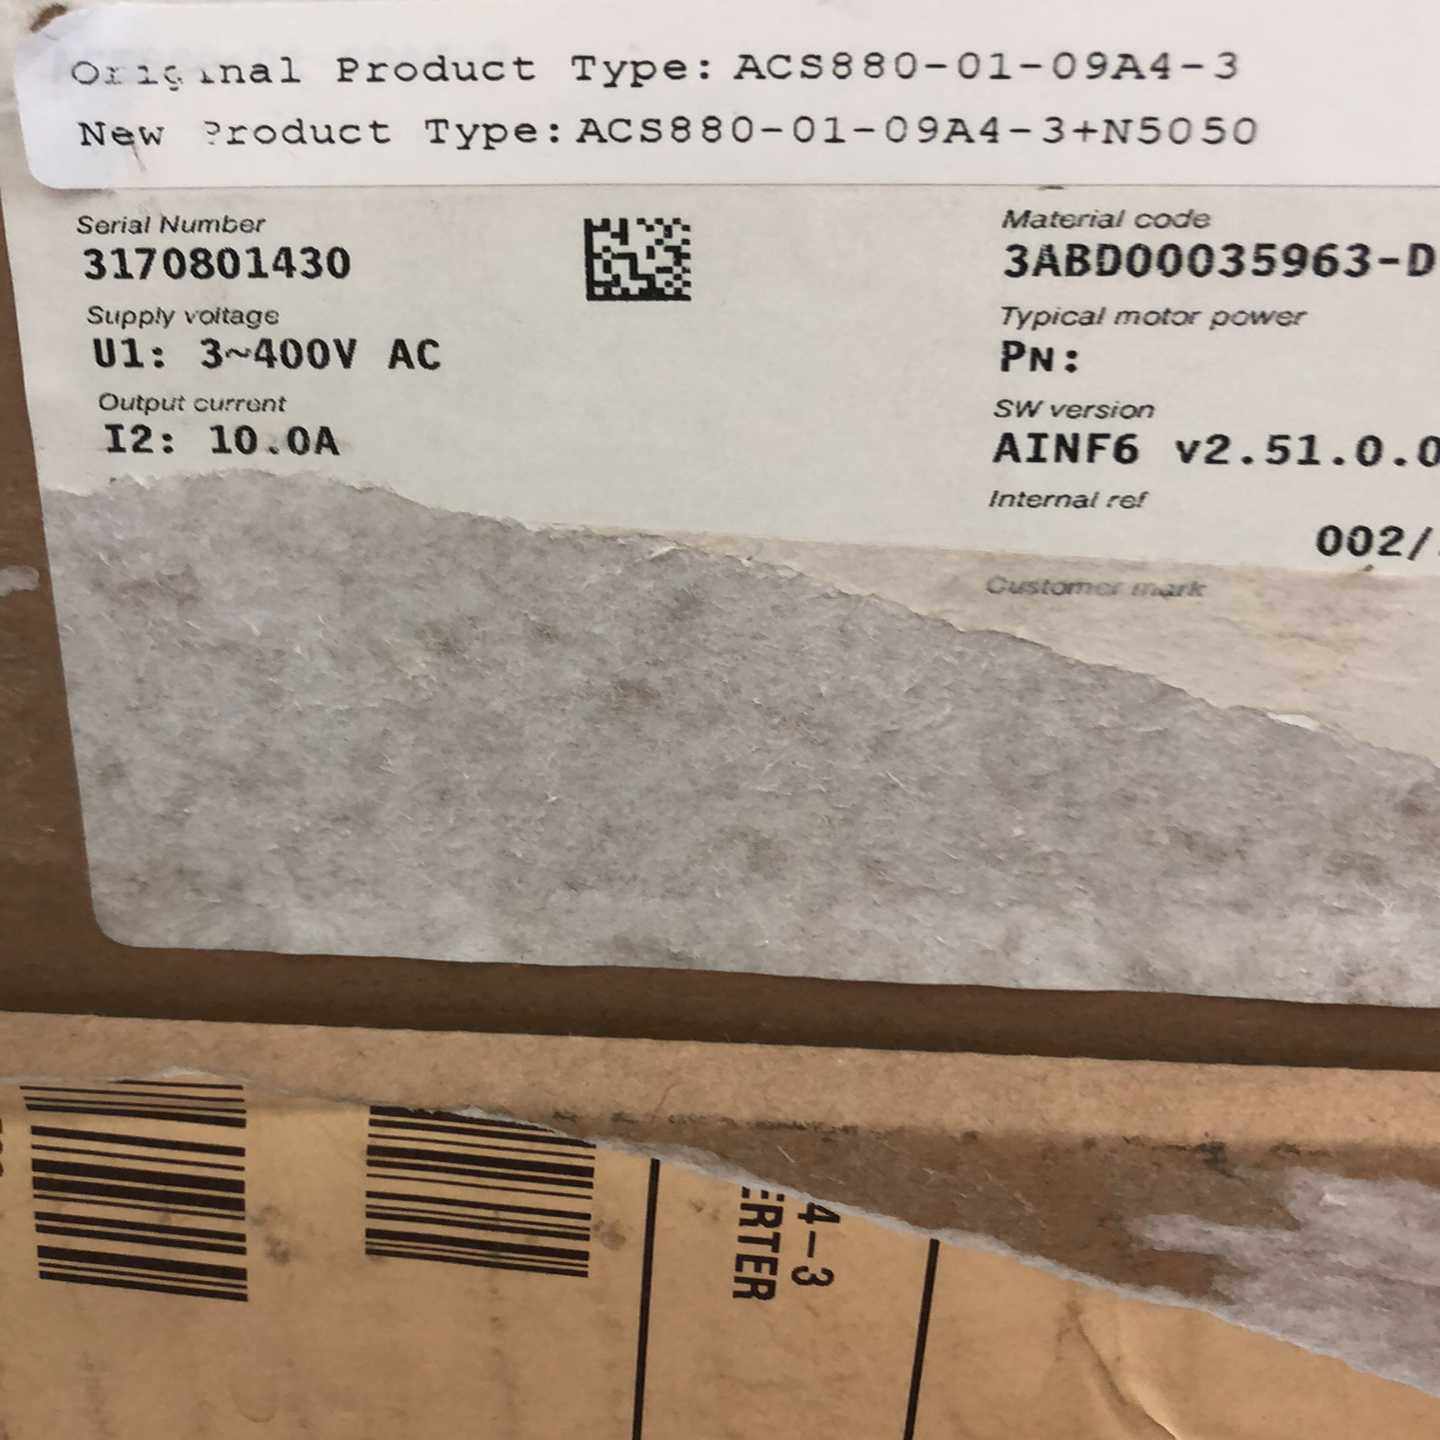 Original Product Type: ACS880-01-09A4-3
New Product Type: ACS880-01-09A4-3+N5050
Serial Number
3170801430
Material code
3ABD00035963-D
Supply voltage
U1: 3~400V AC
Typical motor power
PN:
Output current
I2: 10.0A
SW version
AINF6 v2.51.0.0
Internal ref
002/
Customer mark
4-3
ERTER